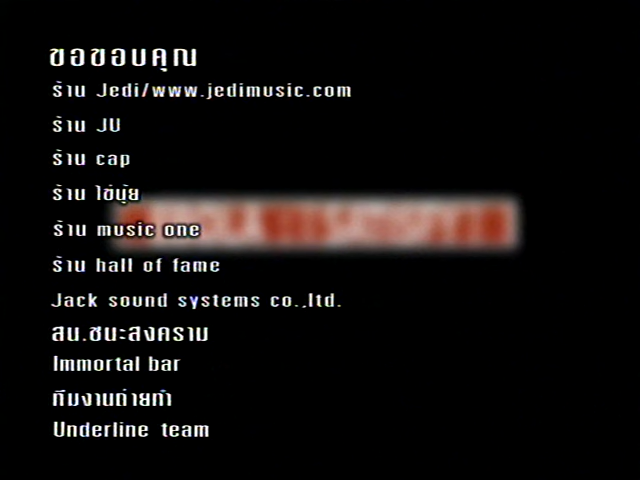 ขอขอบคุณ
ร้าน Jedi/www.jedimusic.com
ร้าน JU
ร้าน cap
ร้าน ไข่นุ้ย
ร้าน music one
ร้าน hall of fame
Jack sound systems co.,ltd.
สน.ชนะสงคราม
Immortal bar
ทีมงานถ่ายทำ
Underline team